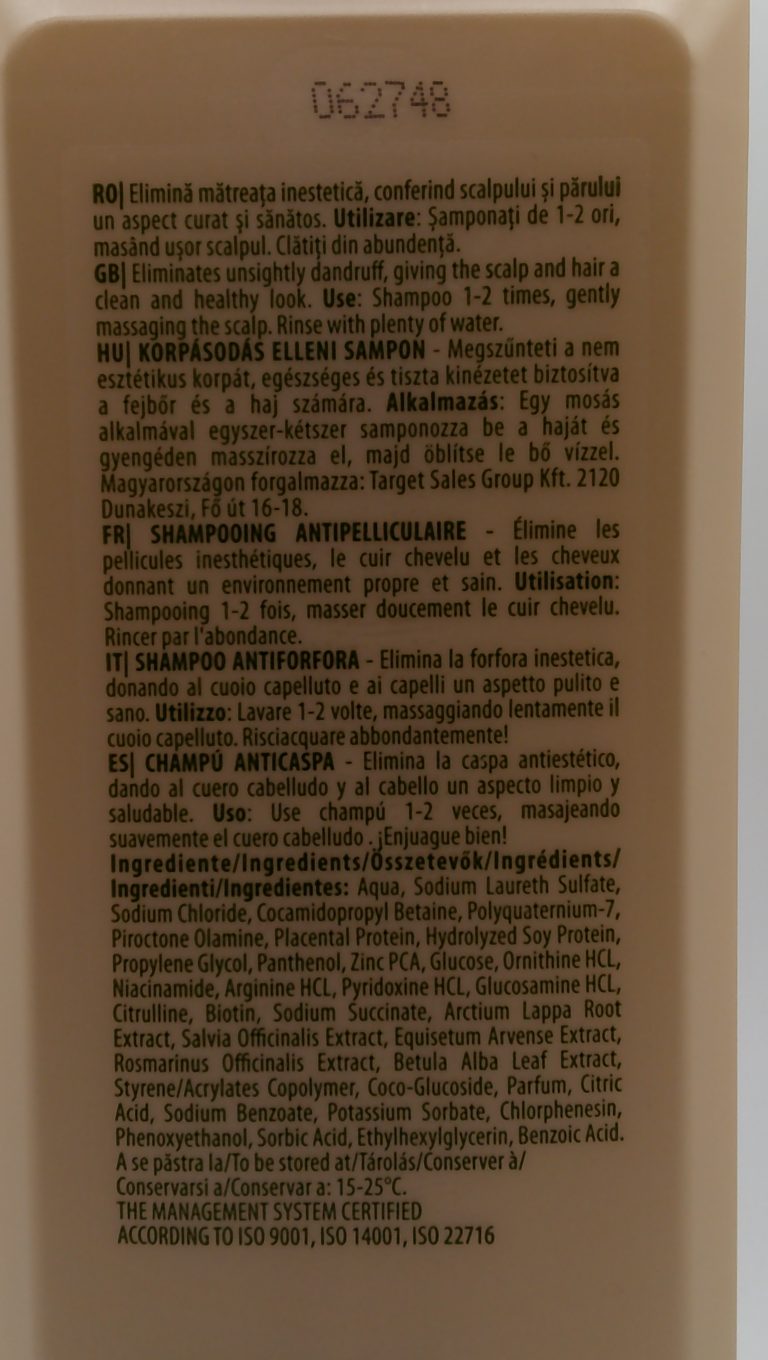 062748
RO| Elimină mătreața inestetică, conferind scalpului și părului
un aspect curat și sănătos. Utilizare: Șamponați de 1-2 ori,
masând ușor scalpul. Clătiți din abundență.
GB| Eliminates unsightly dandruff, giving the scalp and hair a
clean and healthy look. Use: Shampoo 1-2 times, gently
massaging the scalp. Rinse with plenty of water.
HU| KORPÁSODÁS ELLENI SAMPON - Megszűnteti a nem
esztétikus korpát, egészséges és tiszta kinézetet biztosítva
a fejbőr és a haj számára. Alkalmazás: Egy mosás
alkalmával egyszer-kétszer samponozza be a haját és
gyengéden masszírozza el, majd öblítse le bő vízzel.
Magyarországon forgalmazza: Target Sales Group Kft. 2120
Dunakeszi, Fő út 16-18.
FR| SHAMPOOING ANTIPELLICULAIRE - Élimine les
pellicules inesthétiques, le cuir chevelu et les cheveux
donnant un environnement propre et sain. Utilisation:
Shampooing 1-2 fois, masser doucement le cuir chevelu.
Rincer par l'abondance.
IT| SHAMPOO ANTIFORFORA - Elimina la forfora inestetica,
donando al cuoio capelluto e ai capelli un aspetto pulito e
sano. Utilizzo: Lavare 1-2 volte, massaggiando lentamente il
cuoio capelluto. Risciacquare abbondantemente!
ES| CHAMPÚ ANTICASPA - Elimina la caspa antiestético,
dando al cuero cabelludo y al cabello un aspecto limpio y
saludable. Uso: Use champú 1-2 veces, masajeando
suavemente el cuero cabelludo . ¡Enjuague bien!
Ingrediente/Ingredients/Összetevők/Ingrédients/
Ingredienti/Ingredientes: Aqua, Sodium Laureth Sulfate,
Sodium Chloride, Cocamidopropyl Betaine, Polyquaternium-7,
Piroctone Olamine, Placental Protein, Hydrolyzed Soy Protein,
Propylene Glycol, Panthenol, Zinc PCA, Glucose, Ornithine HCL,
Niacinamide, Arginine HCL, Pyridoxine HCL, Glucosamine HCL,
Citrulline, Biotin, Sodium Succinate, Arctium Lappa Root
Extract, Salvia Officinalis Extract, Equisetum Arvense Extract,
Rosmarinus Officinalis Extract, Betula Alba Leaf Extract,
Styrene/Acrylates Copolymer, Coco-Glucoside, Parfum, Citric
Acid, Sodium Benzoate, Potassium Sorbate, Chlorphenesin,
Phenoxyethanol, Sorbic Acid, Ethylhexylglycerin, Benzoic Acid.
A se păstra la/To be stored at/Tárolás/Conserver à/
Conservarsi a/Conservar a: 15-25°C.
THE MANAGEMENT SYSTEM CERTIFIED
ACCORDING TO ISO 9001, ISO 14001, ISO 22716